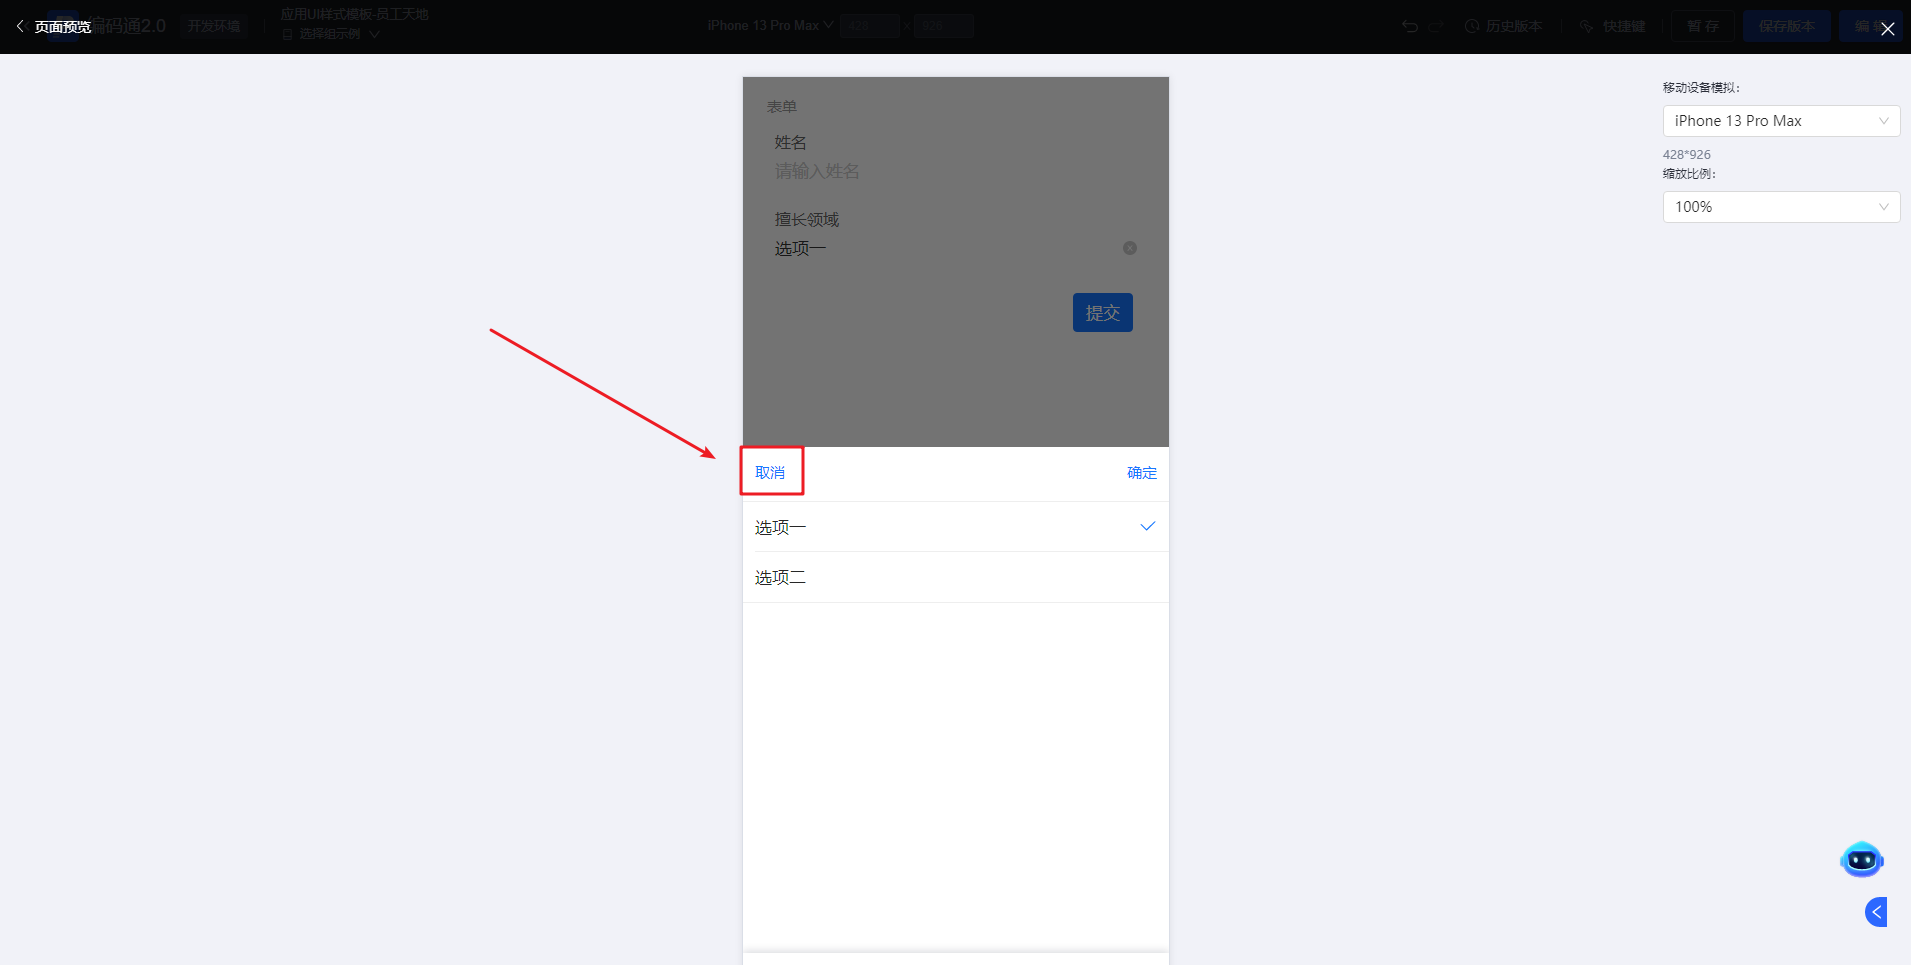 页面预览
编码通2.0
开发环境
应用UI样式模板-员工天地
选择组示例
iPhone 13 Pro Max
428
x
926
历史版本
快捷键
暂 存
保存版本
编
移动设备模拟：
iPhone 13 Pro Max
428*926
缩放比例：
100%
表单
姓名
请输入姓名
擅长领域
选项一
提交
取消
确定
选项一
选项二